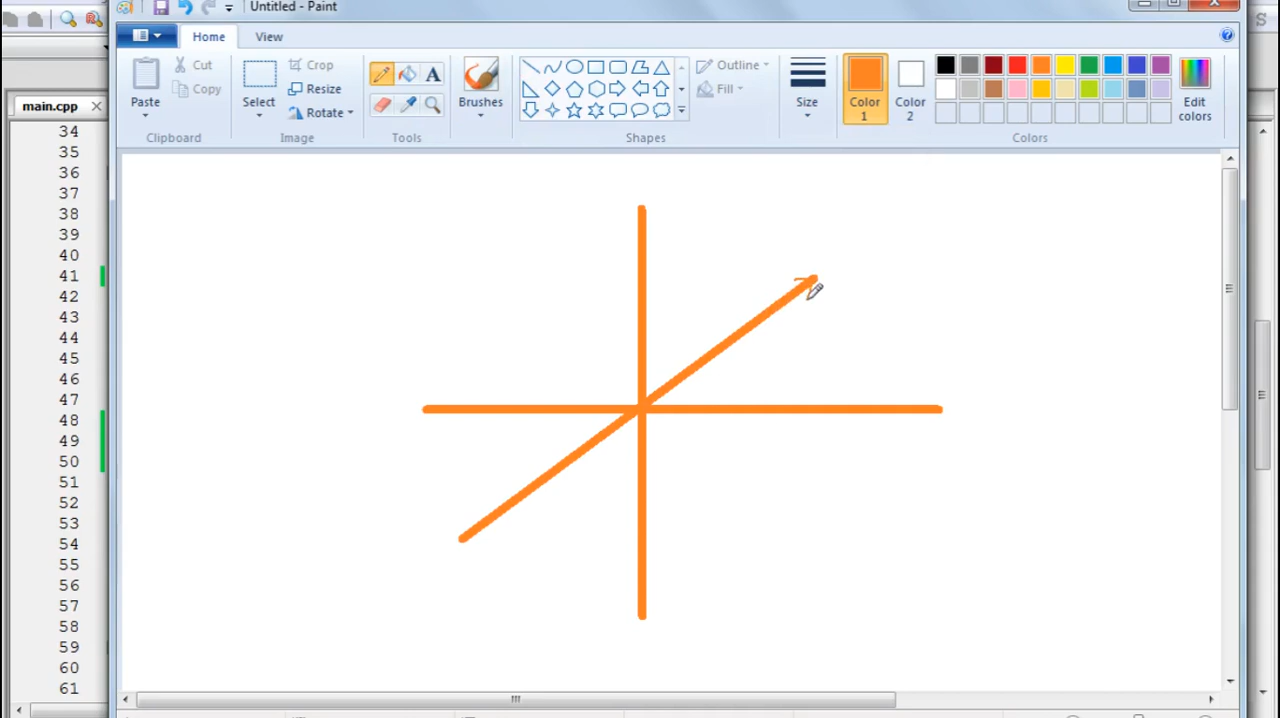 Untitled - Paint
Home
View
Paste
Cut
Copy
Clipboard
Select
Crop
Resize
Rotate
Image
A
Tools
Brushes
Outline
Fill
Shapes
Size
Color
1
Color
2
Edit
colors
Colors
main.cpp
34
35
36
37
38
39
40
41
42
43
44
45
46
47
48
49
50
51
52
53
54
55
56
57
58
59
60
61